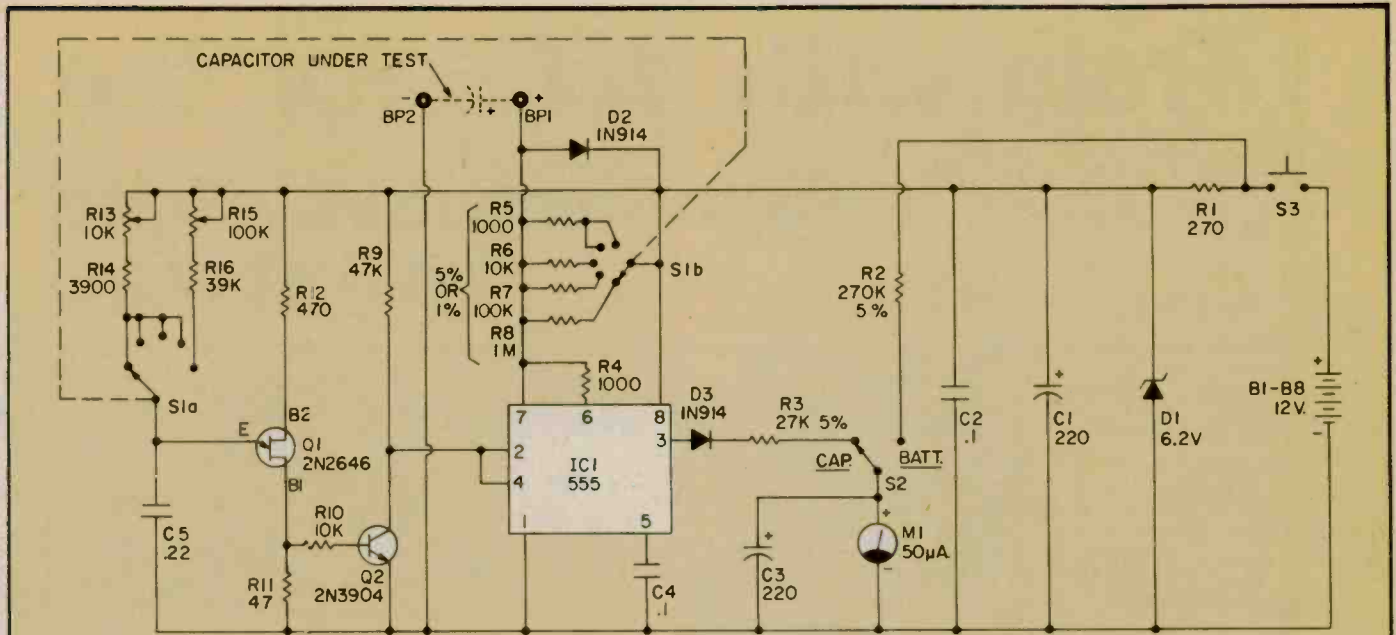 CAPACITOR UNDER TEST
-
+
+
BP2
BP1
D2
1N914
R13
10K
R15
100K
R14
3900
R16
39K
S1a
R12
470
R9
47K
5%
OR
1%
R5
1000
R6
10K
R7
100K
R8
1M
S1b
R4
1000
R2
270K
5%
R1
270
S3
E
B2
Q1
2N2646
B1
C5
.22
R10
10K
R11
47
Q2
2N3904
7
6
8
3
2
4
IC1
555
1
5
D3
1N914
R3
27K 5%
CAP.
BATT.
S2
C4
.1
+
C3
220
+
M1
50µA.
-
C2
.1
+
C1
220
D1
6.2V
+
B1-B8
12V.
-